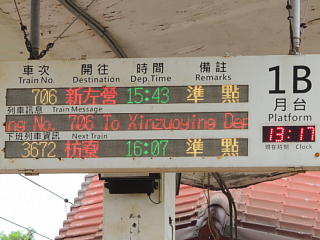 車次 開往 時間 備註
Train No. Destination Dep.Time Remarks
706 新左營 15:43 準點
列車訊息 Train Message
ing No. 706 To Xinzuoying Dep
下班列車資訊 Next Train
3672 枋寮 16:07 準點
1B
月台
Platform
13:17
現在時間 Clock